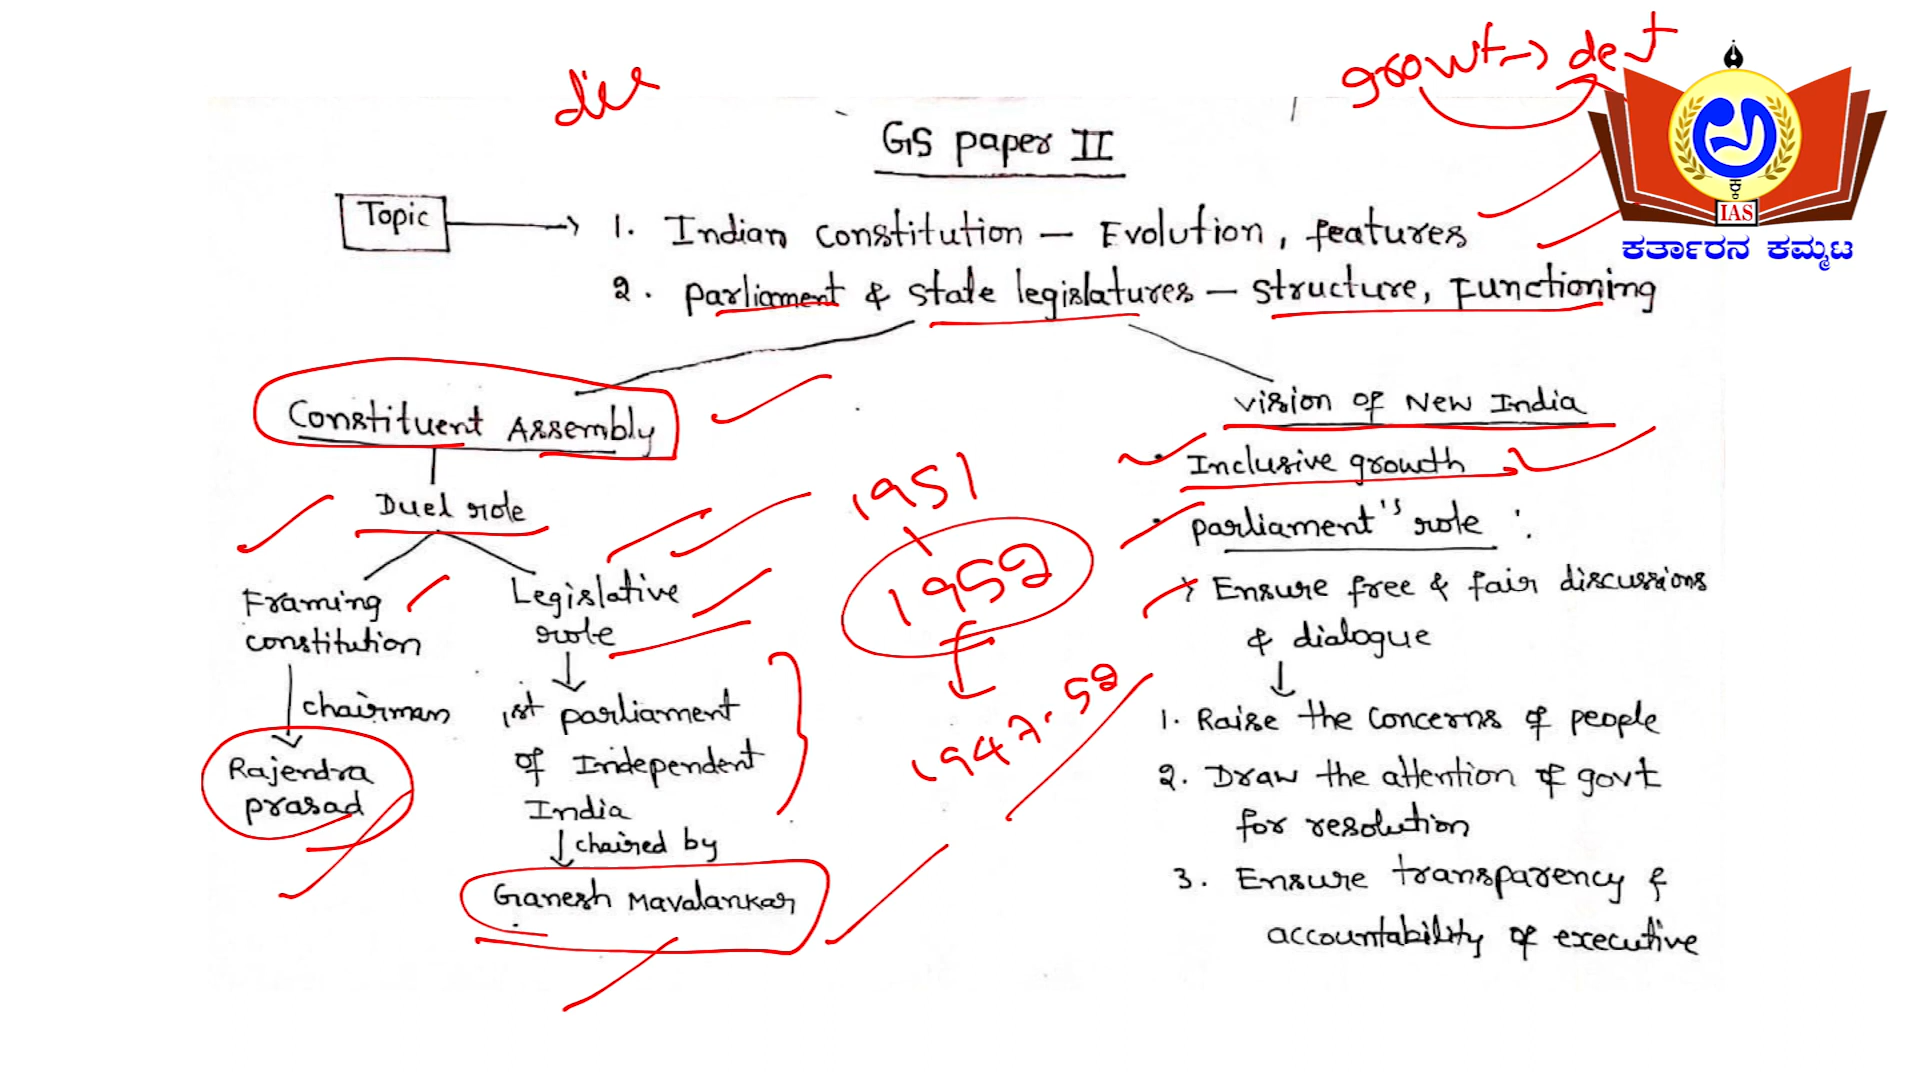 growth → devt
GS paper II
Topic
1. Indian constitution — Evolution, features
2. parliament & state legislatures — structure, Functioning
IAS
ಕರ್ತಾರನ ಕಮ್ಮಟ
Constituent Assembly
Duel role
Framing
constitution
chairman
Rajendra
prasad
Legislative
role
1st parliament
of Independent
India
chaired by
Ganesh Mavalankar
1951
1952
1947-52
vision of New India
• Inclusive growth
• parliament's role :
Ensure free & fair discussions
& dialogue
1. Raise the concerns of people
2. Draw the attention of govt
for resolution
3. Ensure transparency &
accountability of executive